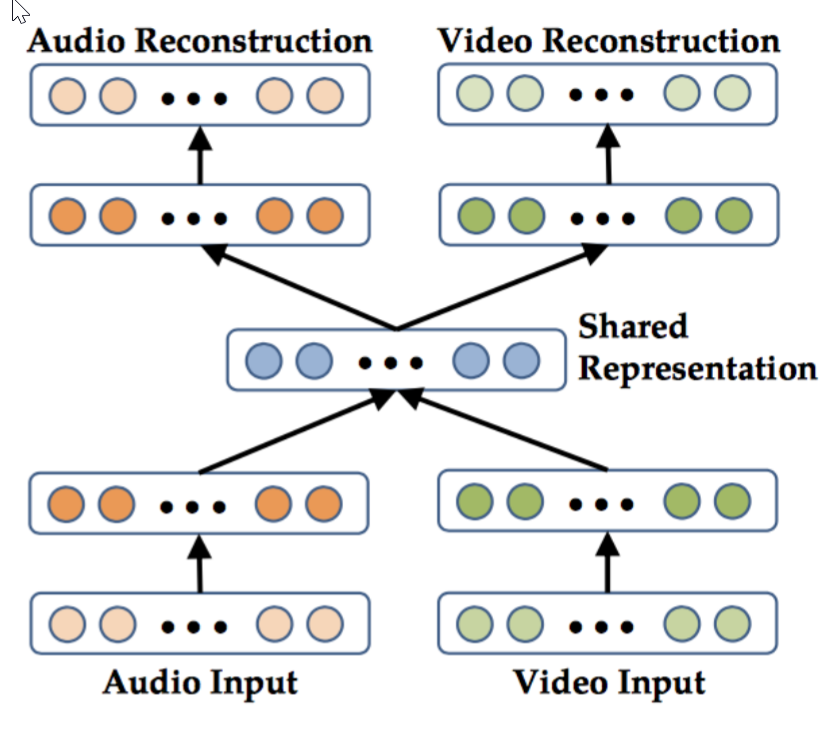 Audio Reconstruction
Video Reconstruction
Shared
Representation
Audio Input
Video Input